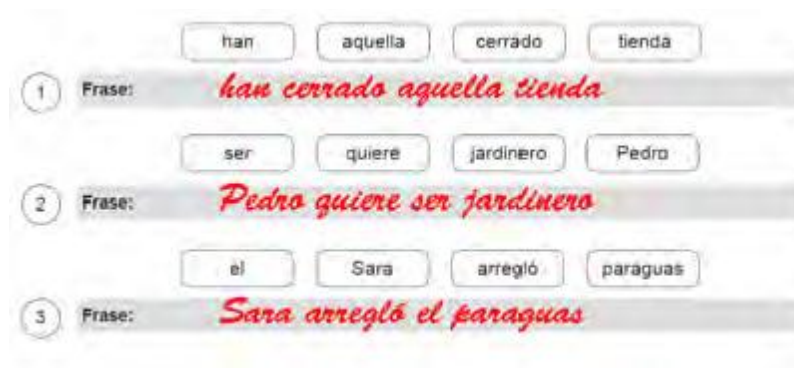 han aquella cerrado tienda
1 Frase: han cerrado aquella tienda
ser quiere jardinero Pedro
2 Frase: Pedro quiere ser jardinero
el Sara arregló paraguas
3 Frase: Sara arregló el paraguas